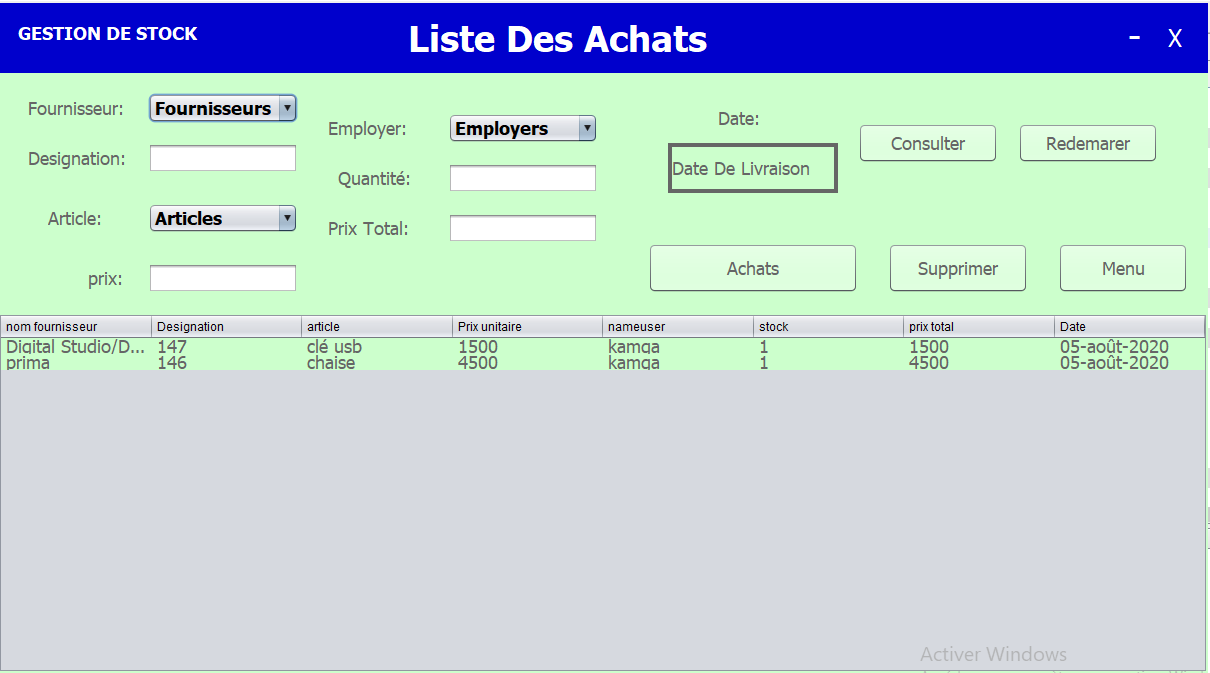 GESTION DE STOCK
Liste Des Achats
- X
Fournisseur: Fournisseurs
Employer: Employers
Date:
Consulter
Redemarer
Designation:
Quantité:
Date De Livraison
Article: Articles
Prix Total:
prix:
Achats
Supprimer
Menu
nom fournisseur Designation article Prix unitaire nameuser stock prix total Date
Digital Studio/D... 147 clé usb 1500 kamga 1 1500 05-août-2020
prima 146 chaise 4500 kamga 1 4500 05-août-2020
Activer Windows